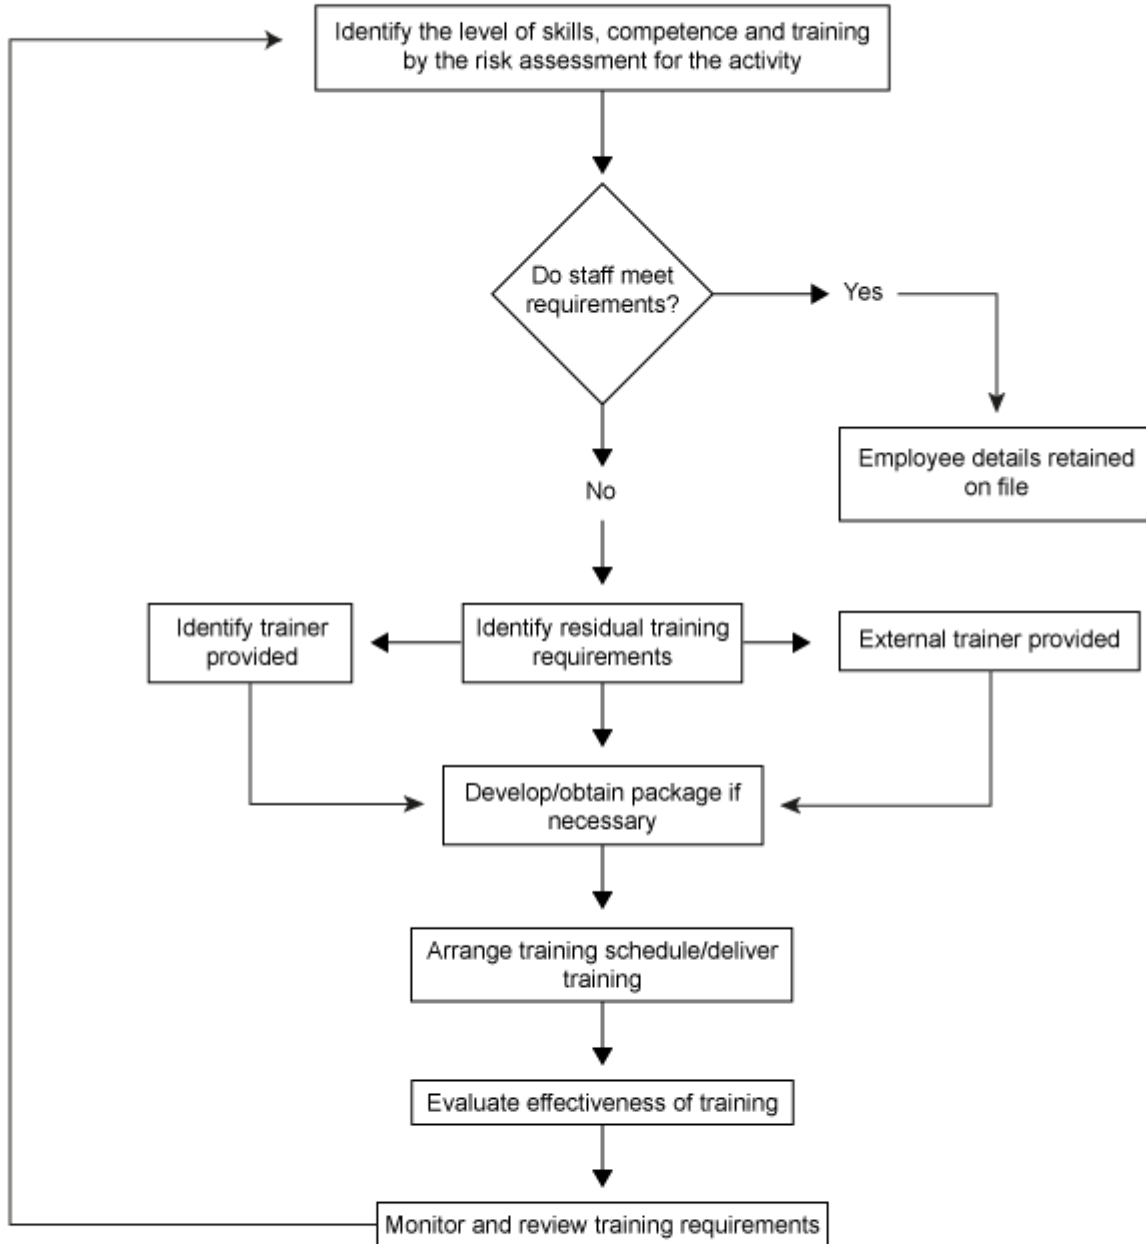 Identify the level of skills, competence and training
by the risk assessment for the activity
Do staff meet
requirements?
Yes
Employee details retained
on file
No
Identify trainer
provided
Identify residual training
requirements
External trainer provided
Develop/obtain package if
necessary
Arrange training schedule/deliver
training
Evaluate effectiveness of training
Monitor and review training requirements